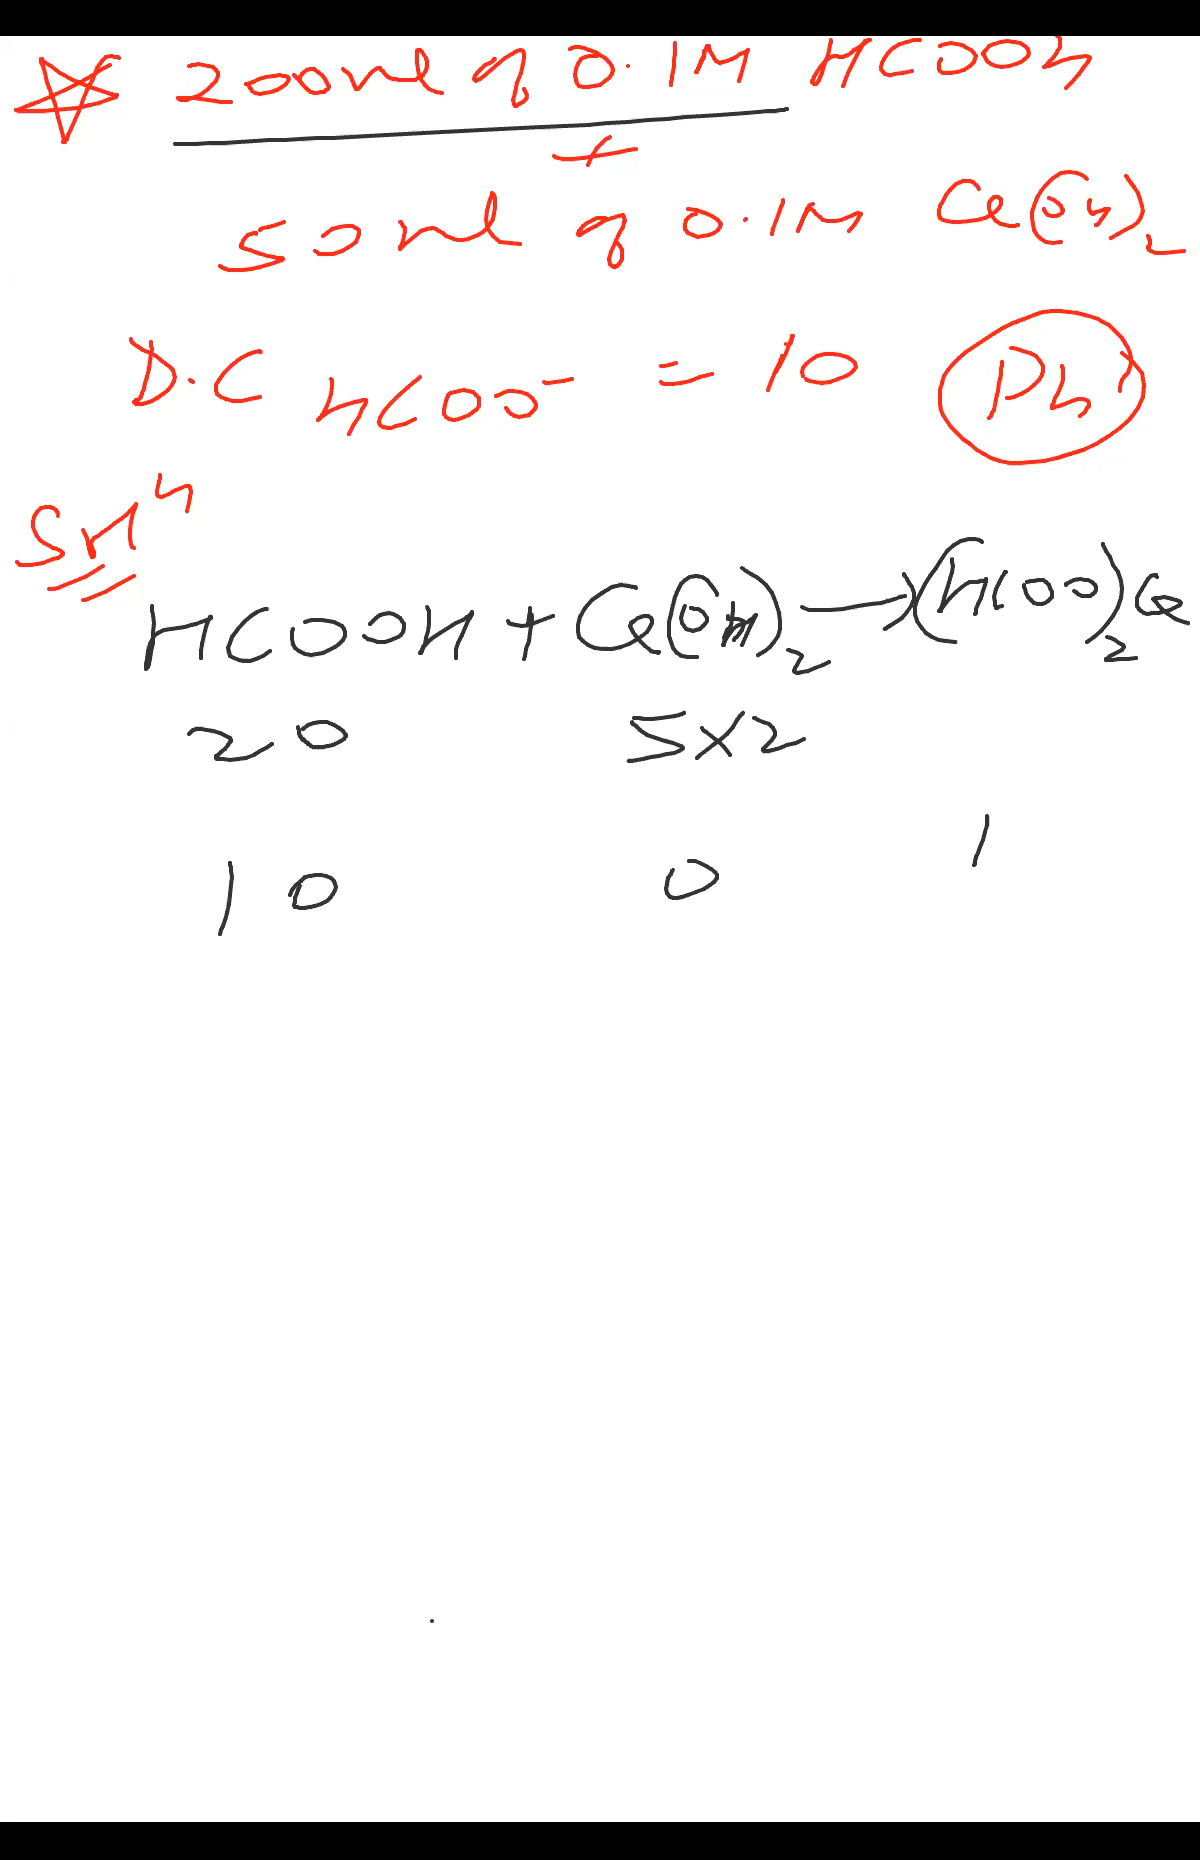 200ml of 0.1M HCOOH
+
50ml of 0.1M Ca(OH)2
D.C HCOO- = 10 PH?
Soln
HCOOH + Ca(OH)2 → (HCOO)2Ca
20 5×2
10 0 1